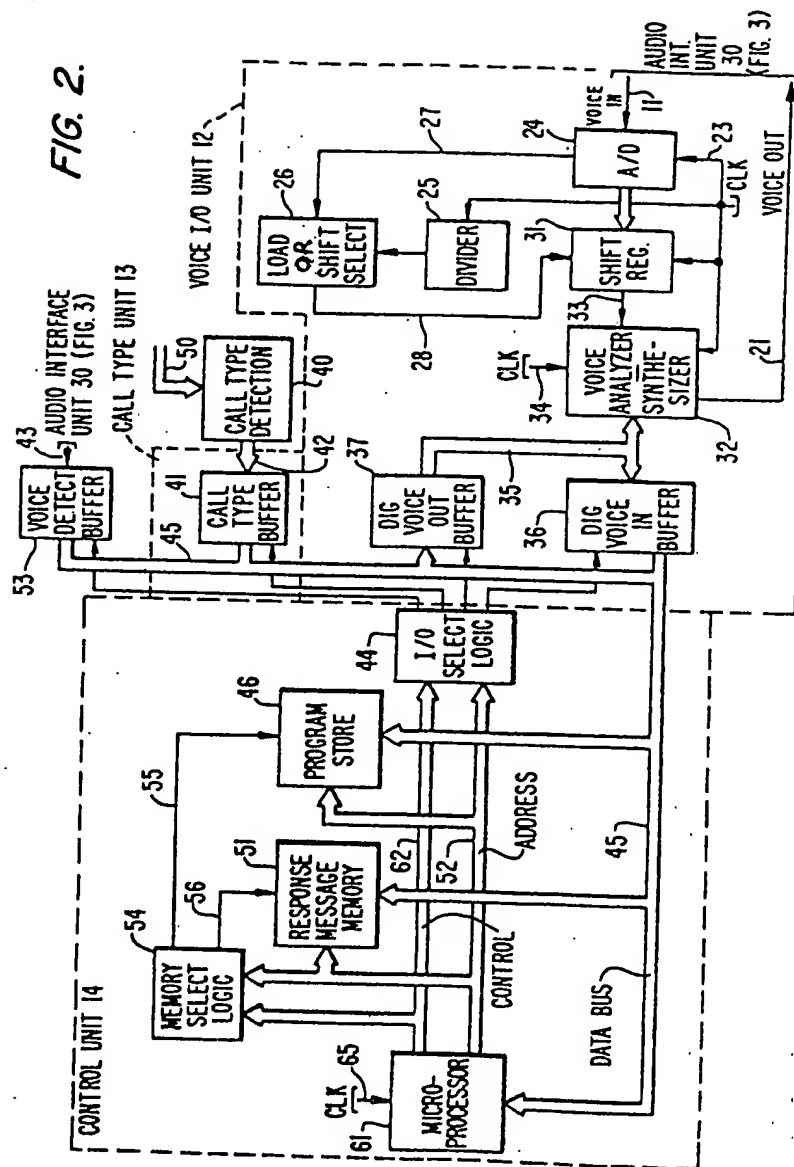 FIG. 2.
CONTROL UNIT 14
54
MEMORY
SELECT
LOGIC
55
56
51
RESPONSE
MESSAGE
MEMORY
46
PROGRAM
STORE
CLK
65
61
MICRO-
PROCESSOR
62
52
CONTROL
ADDRESS
44
I/O
SELECT
LOGIC
DATA BUS
45
53
VOICE
DETECT
BUFFER
43
AUDIO INTERFACE
UNIT 30 (FIG. 3)
45
CALL TYPE UNIT 13
41
CALL
TYPE
BUFFER
42
50
CALL TYPE
DETECTION
40
VOICE I/O UNIT 12
37
DIG
VOICE
OUT
BUFFER
35
36
DIG
VOICE
IN
BUFFER
26
LOAD
OR
SHIFT
SELECT
27
28
25
DIVIDER
CLK
34
VOICE
ANALYZER
SYNTHE-
SIZER
32
33
31
SHIFT
REG.
24
A/D
VOICE
IN
11
23
CLK
21
VOICE OUT
AUDIO
INT.
UNIT
30
(FIG. 3)